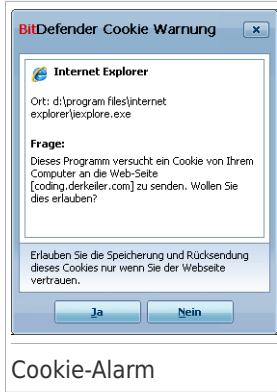 BitDefender Cookie Warnung
Internet Explorer
Ort: d:\program files\internet
explorer\iexplore.exe
Frage:
Dieses Programm versucht ein Cookie von Ihrem
Computer an die Web-Seite
[coding.derkeiler.com] zu senden. Wollen Sie
dies erlauben?
Erlauben Sie die Speicherung und Rücksendung
dieses Cookies nur wenn Sie der Webseite
vertrauen.
Ja Nein
Cookie-Alarm